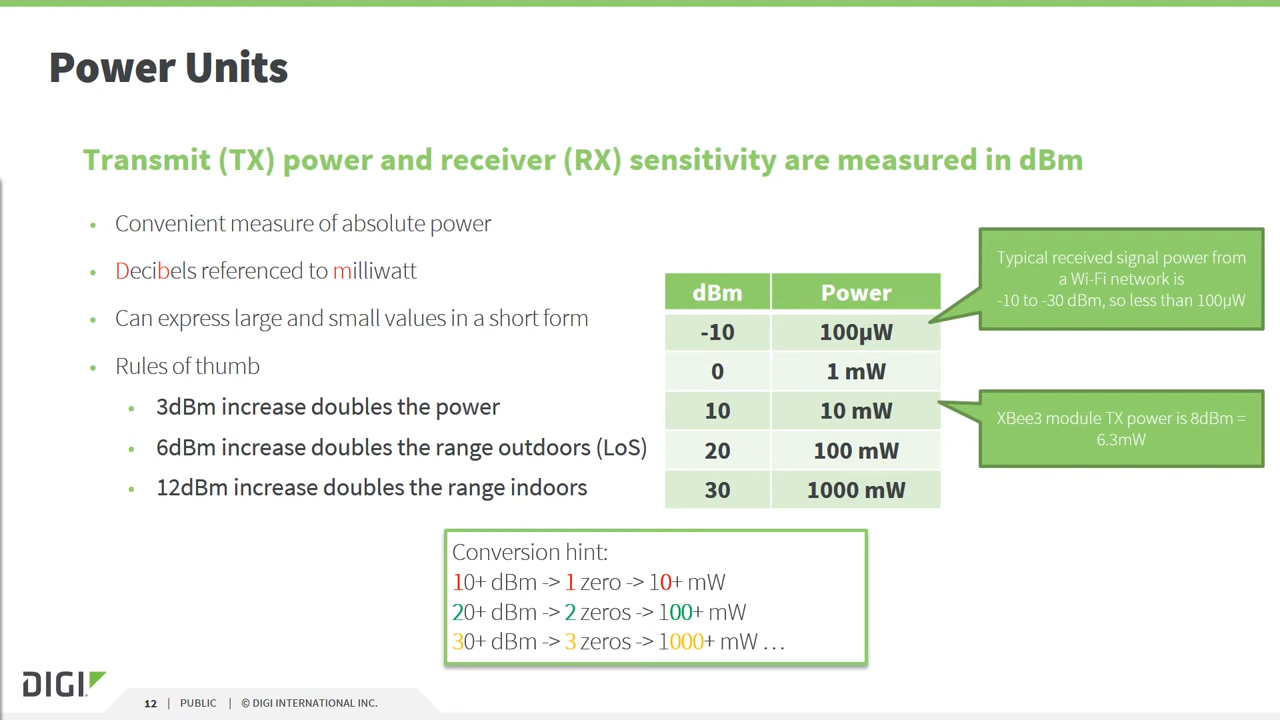 Power Units
Transmit (TX) power and receiver (RX) sensitivity are measured in dBm
• Convenient measure of absolute power
• Decibels referenced to milliwatt
• Can express large and small values in a short form
• Rules of thumb
• 3dBm increase doubles the power
• 6dBm increase doubles the range outdoors (LoS)
• 12dBm increase doubles the range indoors
dBm Power
-10 100µW
0 1 mW
10 10 mW
20 100 mW
30 1000 mW
Typical received signal power from
a Wi-Fi network is
-10 to -30 dBm, so less than 100µW
XBee3 module TX power is 8dBm =
6.3mW
Conversion hint:
10+ dBm -> 1 zero -> 10+ mW
20+ dBm -> 2 zeros -> 100+ mW
30+ dBm -> 3 zeros -> 1000+ mW …
DIGI
12 | PUBLIC | © DIGI INTERNATIONAL INC.